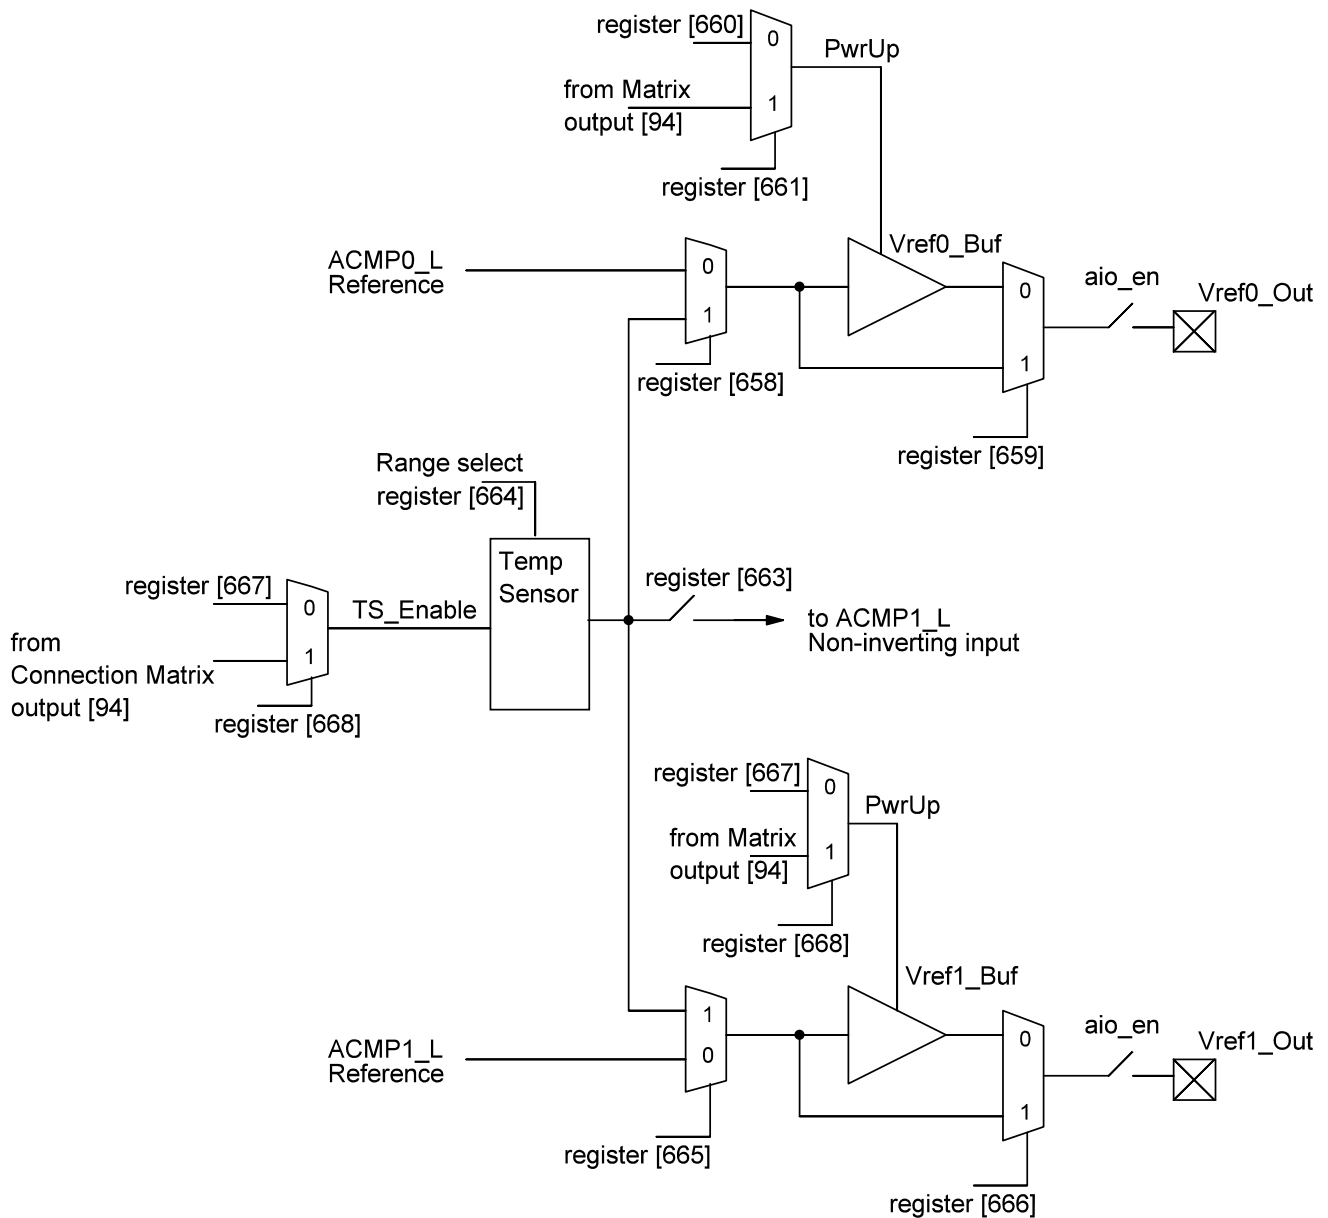 register [660]
0
PwrUp
from Matrix
output [94]
1
register [661]
ACMP0_L
Reference
0
1
register [658]
Vref0_Buf
0
1
register [659]
aio_en
Vref0_Out
Range select
register [664]
Temp
Sensor
register [663]
to ACMP1_L
Non-inverting input
register [667]
0
TS_Enable
from
Connection Matrix
output [94]
1
register [668]
register [667]
0
PwrUp
from Matrix
output [94]
1
register [668]
ACMP1_L
Reference
1
0
register [665]
Vref1_Buf
0
1
register [666]
aio_en
Vref1_Out